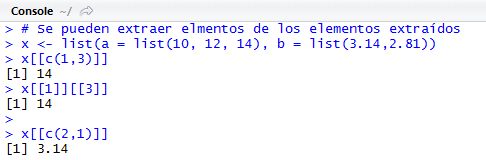 Console ~/
> # Se pueden extraer elmentos de los elementos extraídos
> x <- list(a = list(10, 12, 14), b = list(3.14,2.81))
> x[[c(1,3)]]
[1] 14
> x[[1]][[3]]
[1] 14
>
> x[[c(2,1)]]
[1] 3.14